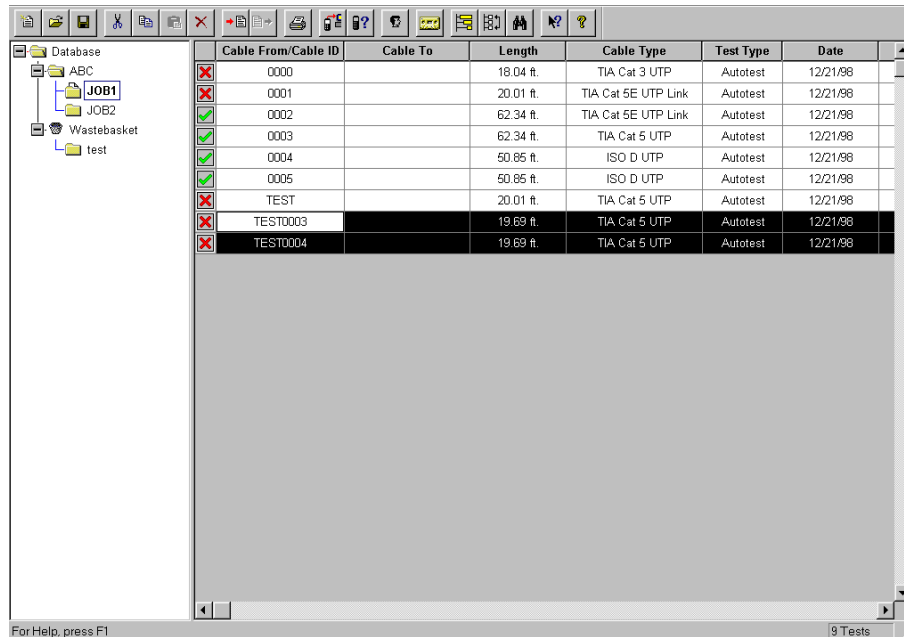 Database
ABC
JOB1
JOB2
Wastebasket
test
Cable From/Cable ID Cable To Length Cable Type Test Type Date
0000 18.04 ft. TIA Cat 3 UTP Autotest 12/21/98
0001 20.01 ft. TIA Cat 5E UTP Link Autotest 12/21/98
0002 62.34 ft. TIA Cat 5E UTP Link Autotest 12/21/98
0003 62.34 ft. TIA Cat 5 UTP Autotest 12/21/98
0004 50.85 ft. ISO D UTP Autotest 12/21/98
0005 50.85 ft. ISO D UTP Autotest 12/21/98
TEST 20.01 ft. TIA Cat 5 UTP Autotest 12/21/98
TEST0003 19.69 ft. TIA Cat 5 UTP Autotest 12/21/98
TEST0004 19.69 ft. TIA Cat 5 UTP Autotest 12/21/98
For Help, press F1 9 Tests